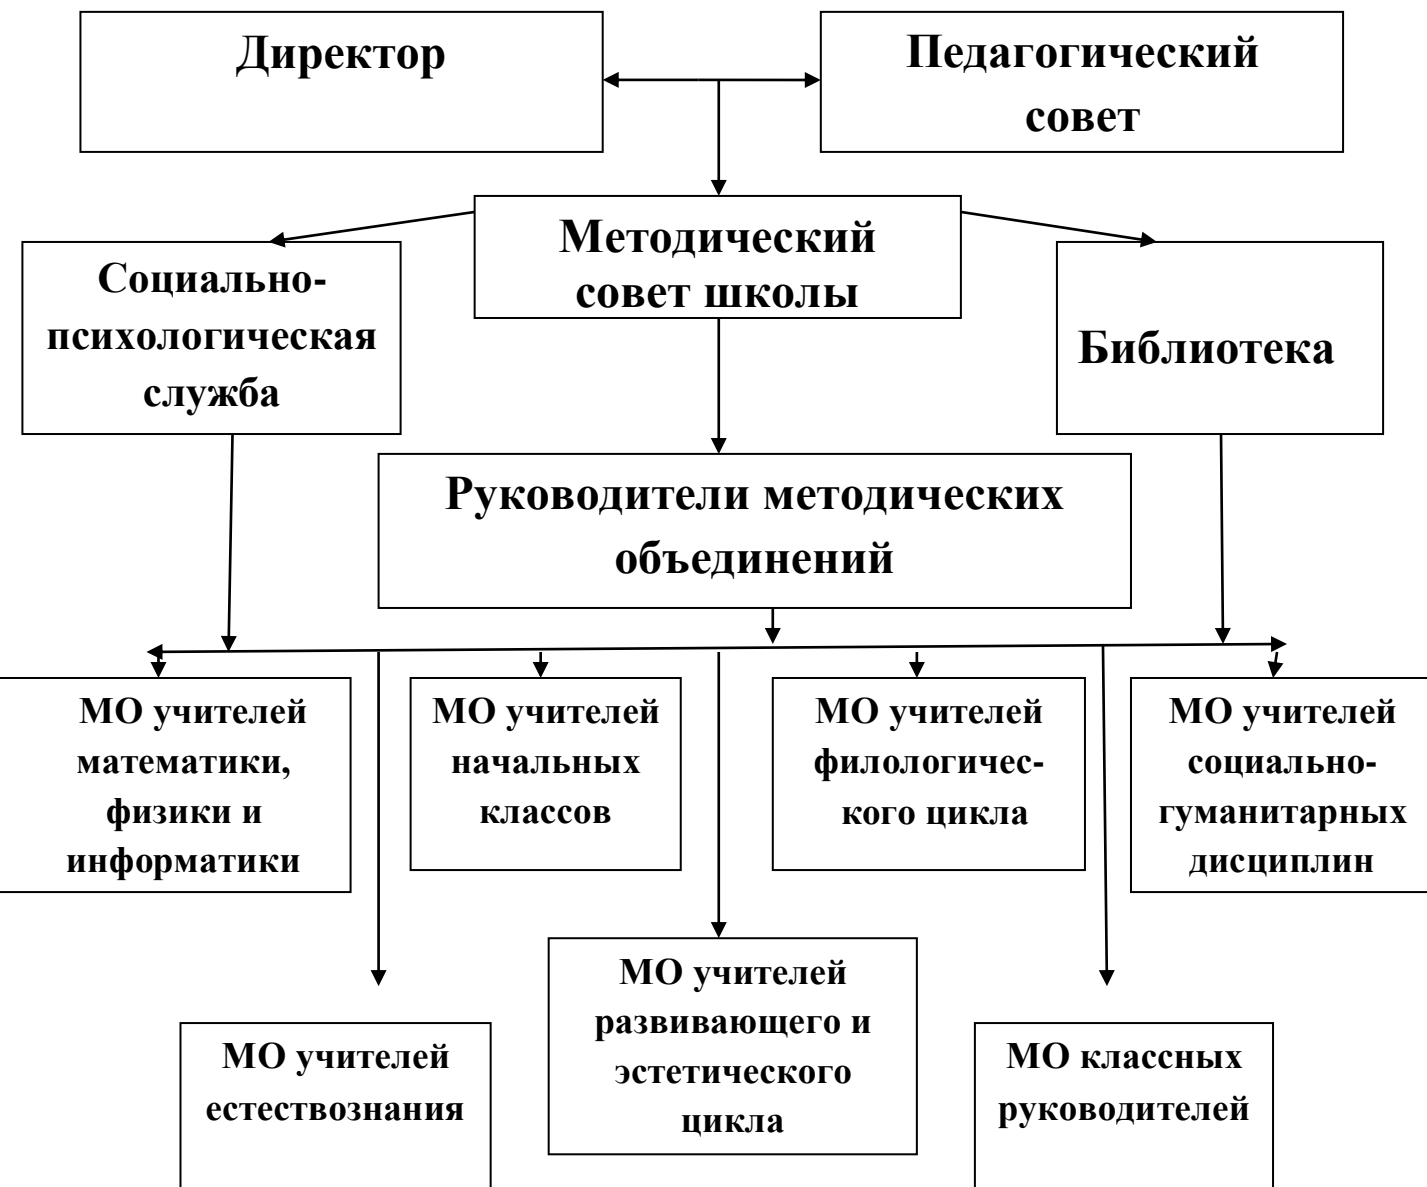 Директор
Педагогический
совет
Методический
совет школы
Социально-
психологическая
служба
Библиотека
Руководители методических
объединений
МО учителей
математики,
физики и
информатики
МО учителей
начальных
классов
МО учителей
филологичес-
кого цикла
МО учителей
социально-
гуманитарных
дисциплин
МО учителей
естествознания
МО учителей
развивающего и
эстетического
цикла
МО классных
руководителей